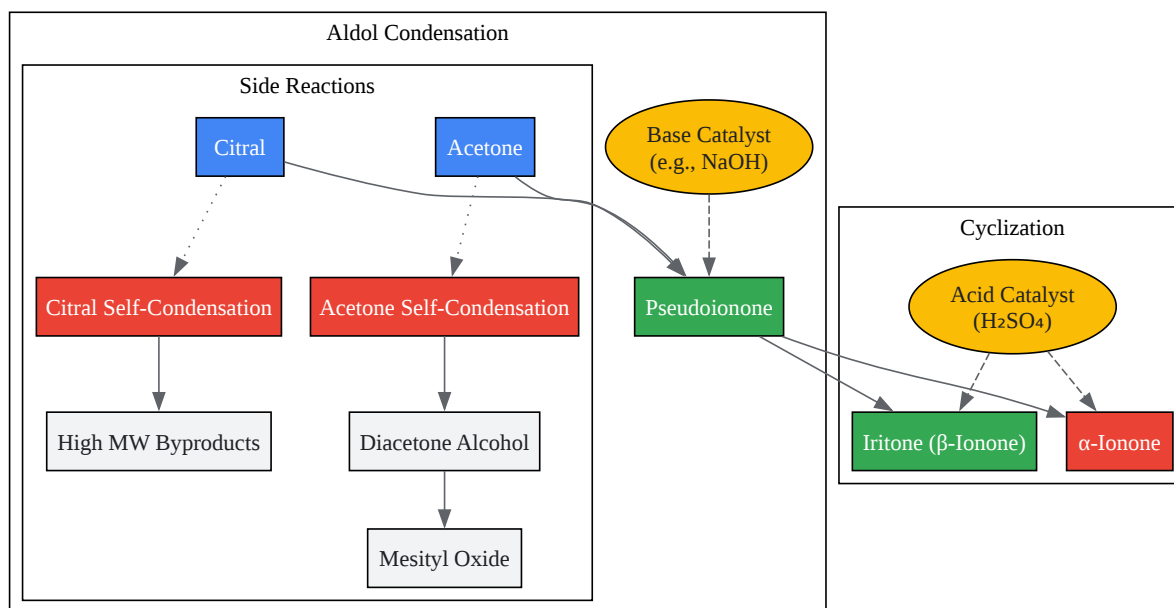 Aldol Condensation
Side Reactions
Citral
Acetone
Base Catalyst
(e.g., NaOH)
Cyclization
Citral Self-Condensation
Acetone Self-Condensation
Pseudoionone
Acid Catalyst
(H₂SO₄)
High MW Byproducts
Diacetone Alcohol
Iritone (β-Ionone)
α-Ionone
Mesityl Oxide